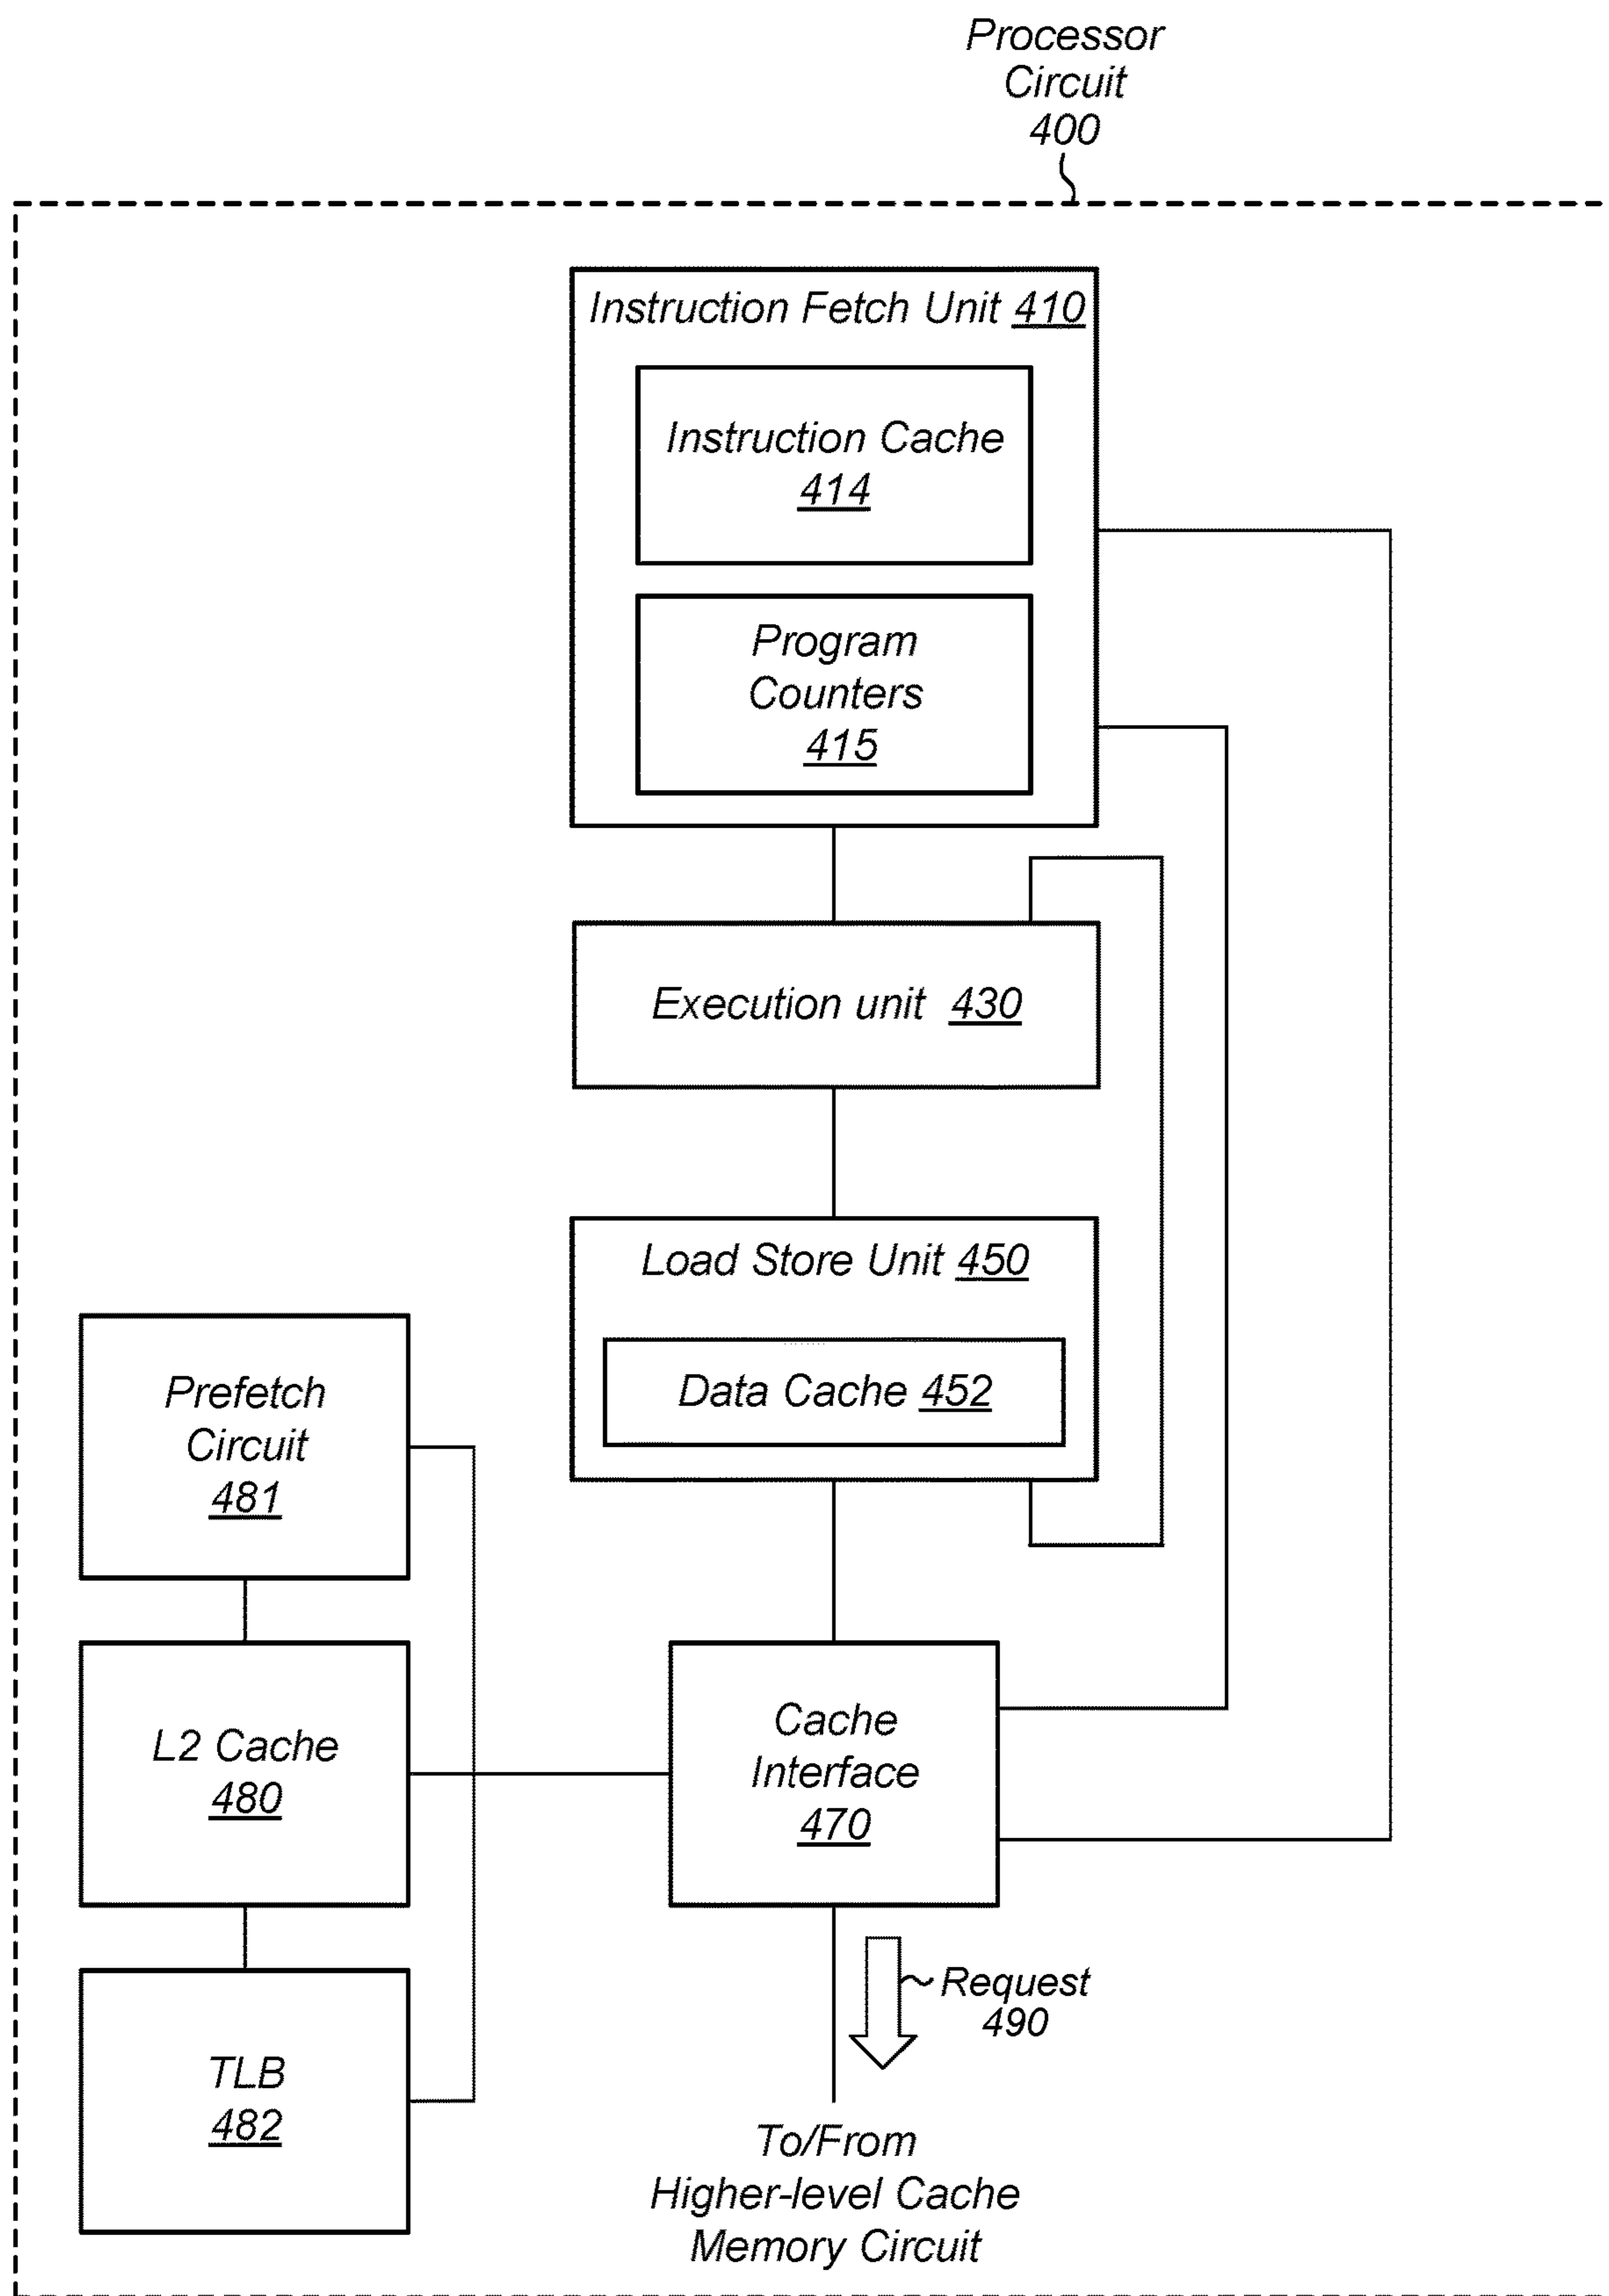 Processor
Circuit
400
Instruction Fetch Unit 410
Instruction Cache
414
Program
Counters
415
Execution unit 430
Load Store Unit 450
Data Cache 452
Prefetch
Circuit
481
L2 Cache
480
Cache
Interface
470
TLB
482
Request
490
To/From
Higher-level Cache
Memory Circuit